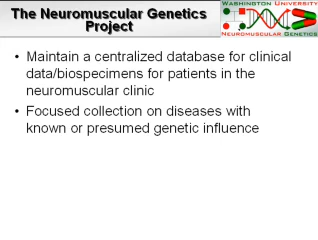 The Neuromuscular Genetics
Project
WASHINGTON UNIVERSITY
NEUROMUSCULAR GENETICS
• Maintain a centralized database for clinical
data/biospecimens for patients in the
neuromuscular clinic
• Focused collection on diseases with
known or presumed genetic influence